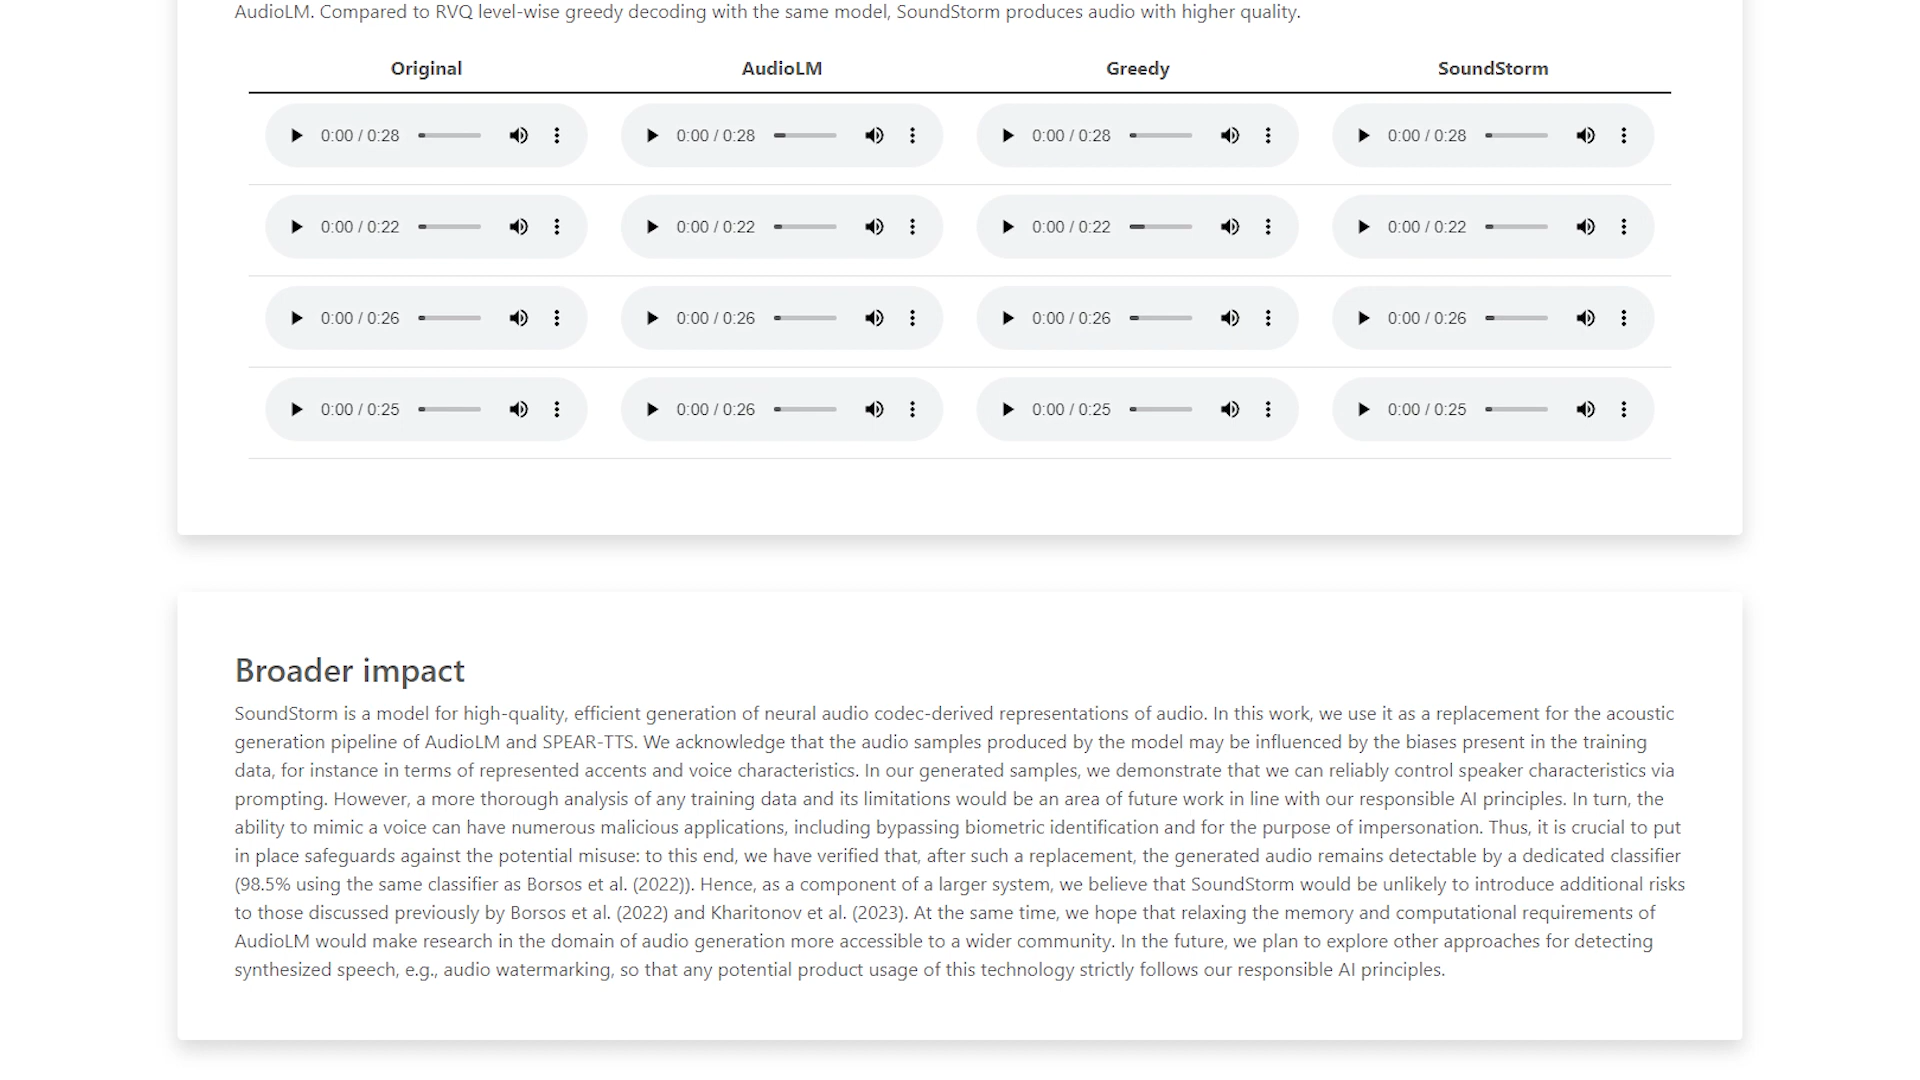 AudioLM. Compared to RVQ level-wise greedy decoding with the same model, SoundStorm produces audio with higher quality.
Original AudioLM Greedy SoundStorm
0:00 / 0:28 0:00 / 0:28 0:00 / 0:28 0:00 / 0:28
0:00 / 0:22 0:00 / 0:22 0:00 / 0:22 0:00 / 0:22
0:00 / 0:26 0:00 / 0:26 0:00 / 0:26 0:00 / 0:26
0:00 / 0:25 0:00 / 0:26 0:00 / 0:25 0:00 / 0:25
Broader impact
SoundStorm is a model for high-quality, efficient generation of neural audio codec-derived representations of audio. In this work, we use it as a replacement for the acoustic
generation pipeline of AudioLM and SPEAR-TTS. We acknowledge that the audio samples produced by the model may be influenced by the biases present in the training
data, for instance in terms of represented accents and voice characteristics. In our generated samples, we demonstrate that we can reliably control speaker characteristics via
prompting. However, a more thorough analysis of any training data and its limitations would be an area of future work in line with our responsible AI principles. In turn, the
ability to mimic a voice can have numerous malicious applications, including bypassing biometric identification and for the purpose of impersonation. Thus, it is crucial to put
in place safeguards against the potential misuse: to this end, we have verified that, after such a replacement, the generated audio remains detectable by a dedicated classifier
(98.5% using the same classifier as Borsos et al. (2022)). Hence, as a component of a larger system, we believe that SoundStorm would be unlikely to introduce additional risks
to those discussed previously by Borsos et al. (2022) and Kharitonov et al. (2023). At the same time, we hope that relaxing the memory and computational requirements of
AudioLM would make research in the domain of audio generation more accessible to a wider community. In the future, we plan to explore other approaches for detecting
synthesized speech, e.g., audio watermarking, so that any potential product usage of this technology strictly follows our responsible AI principles.